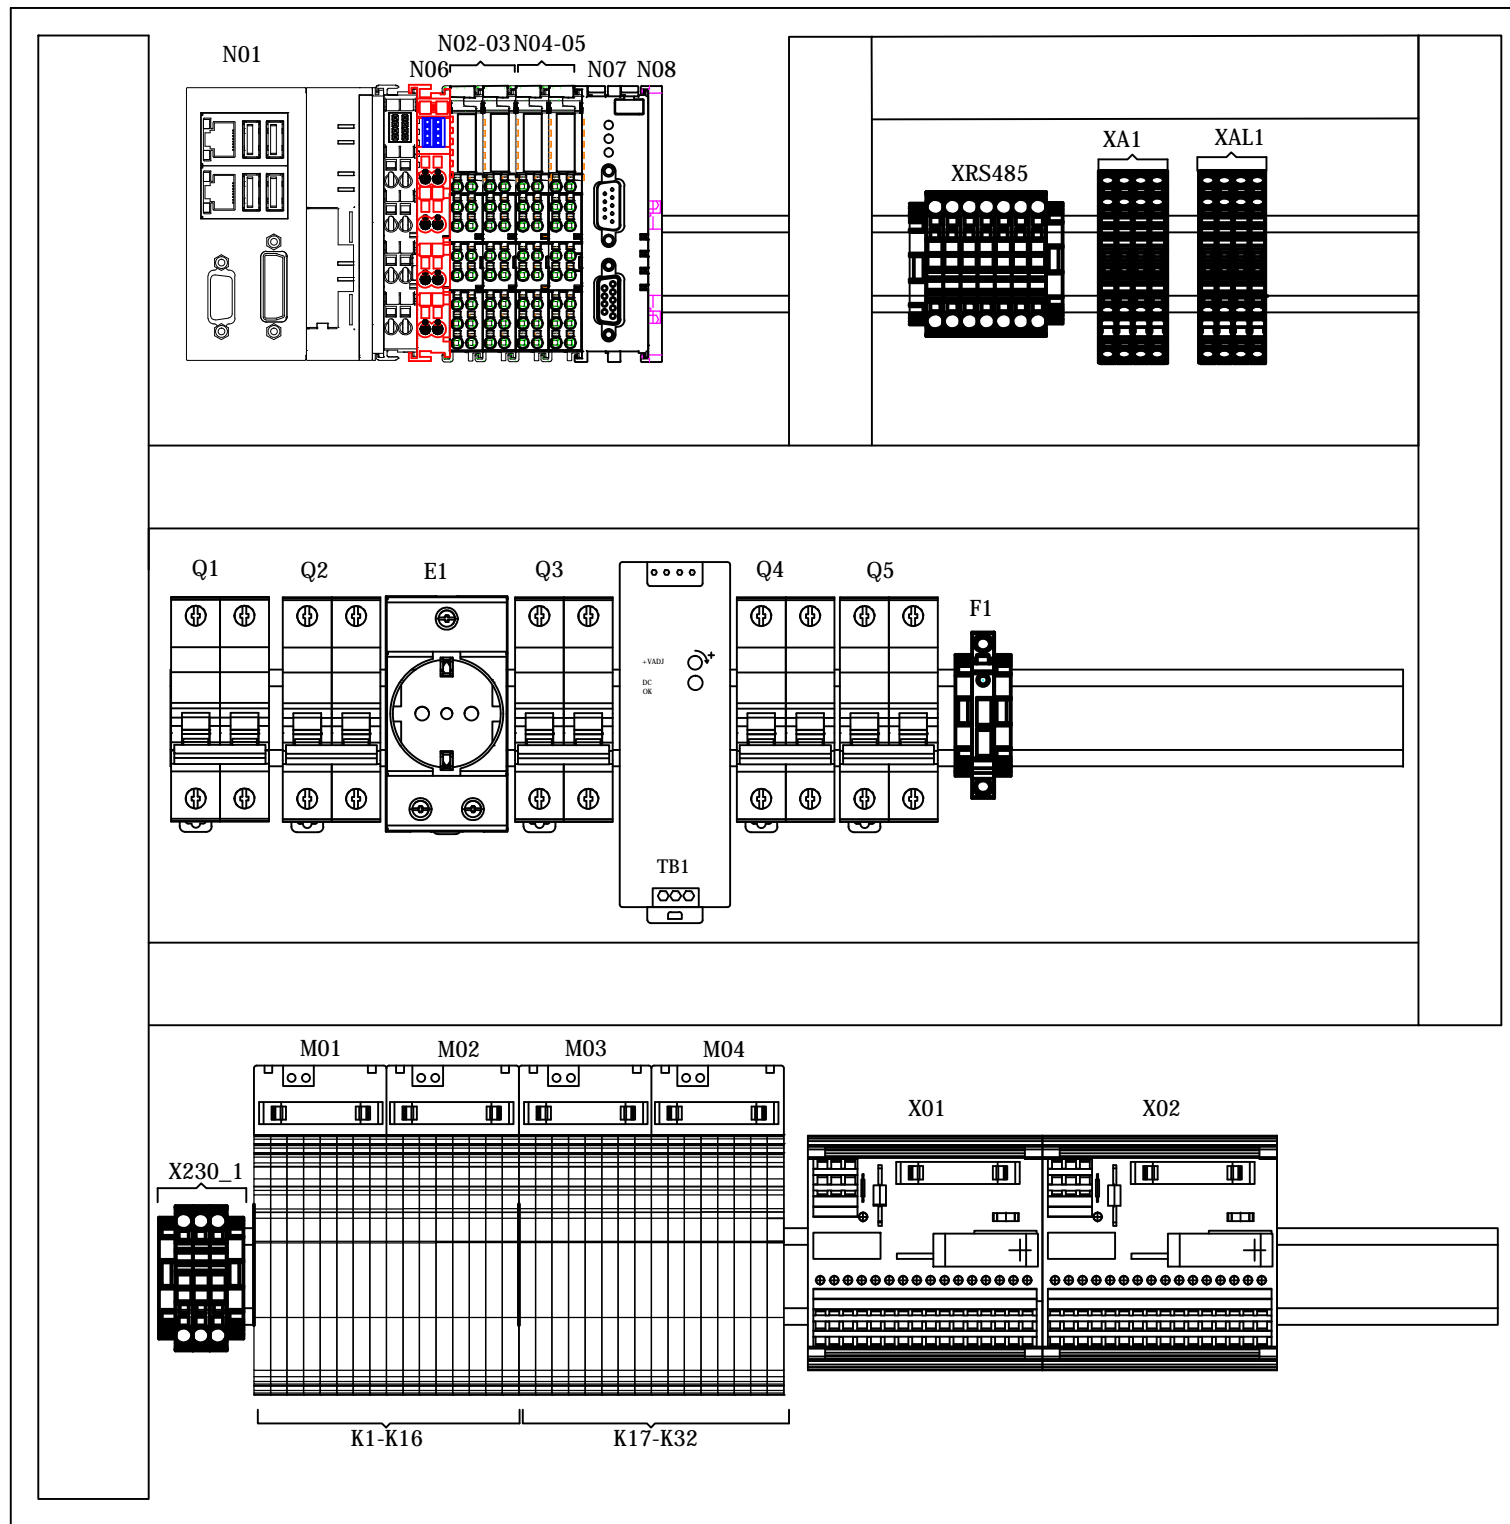 N01
N06
N02-03
N04-05
N07
N08
XRS485
XA1
XAL1
Q1
Q2
E1
Q3
+VADJ
DC
OK
TB1
Q4
Q5
F1
M01
M02
M03
M04
X01
X02
X230_1
K1-K16
K17-K32